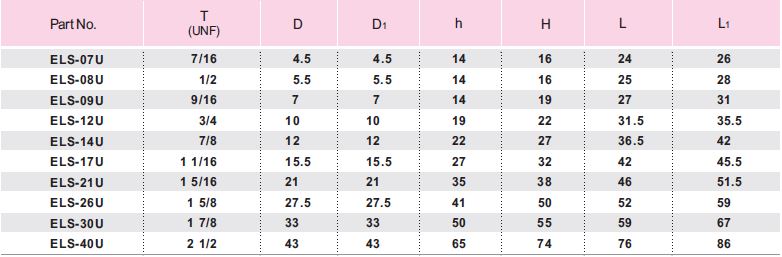 Part No. T (UNF) D D1 h H L L1
ELS-07U 7/16 4.5 4.5 14 16 24 26
ELS-08U 1/2 5.5 5.5 14 16 25 28
ELS-09U 9/16 7 7 14 19 27 31
ELS-12U 3/4 10 10 19 22 31.5 35.5
ELS-14U 7/8 12 12 22 27 36.5 42
ELS-17U 1 1/16 15.5 15.5 27 32 42 45.5
ELS-21U 1 5/16 21 21 35 38 46 51.5
ELS-26U 1 5/8 27.5 27.5 41 50 52 59
ELS-30U 1 7/8 33 33 50 55 59 67
ELS-40U 2 1/2 43 43 65 74 76 86